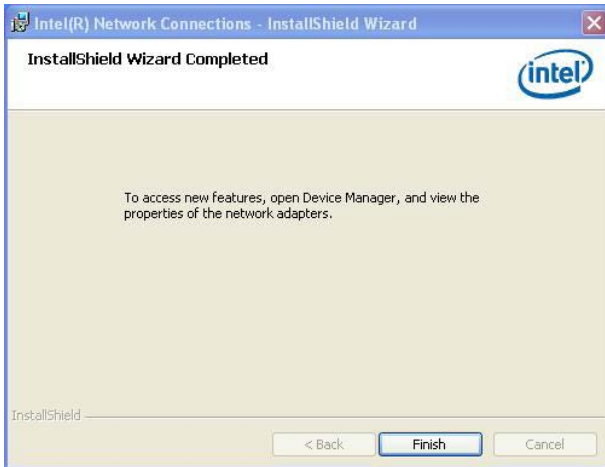 Intel(R) Network Connections - InstallShield Wizard
InstallShield Wizard Completed
intel
To access new features, open Device Manager, and view the
properties of the network adapters.
InstallShield
< Back
Finish
Cancel